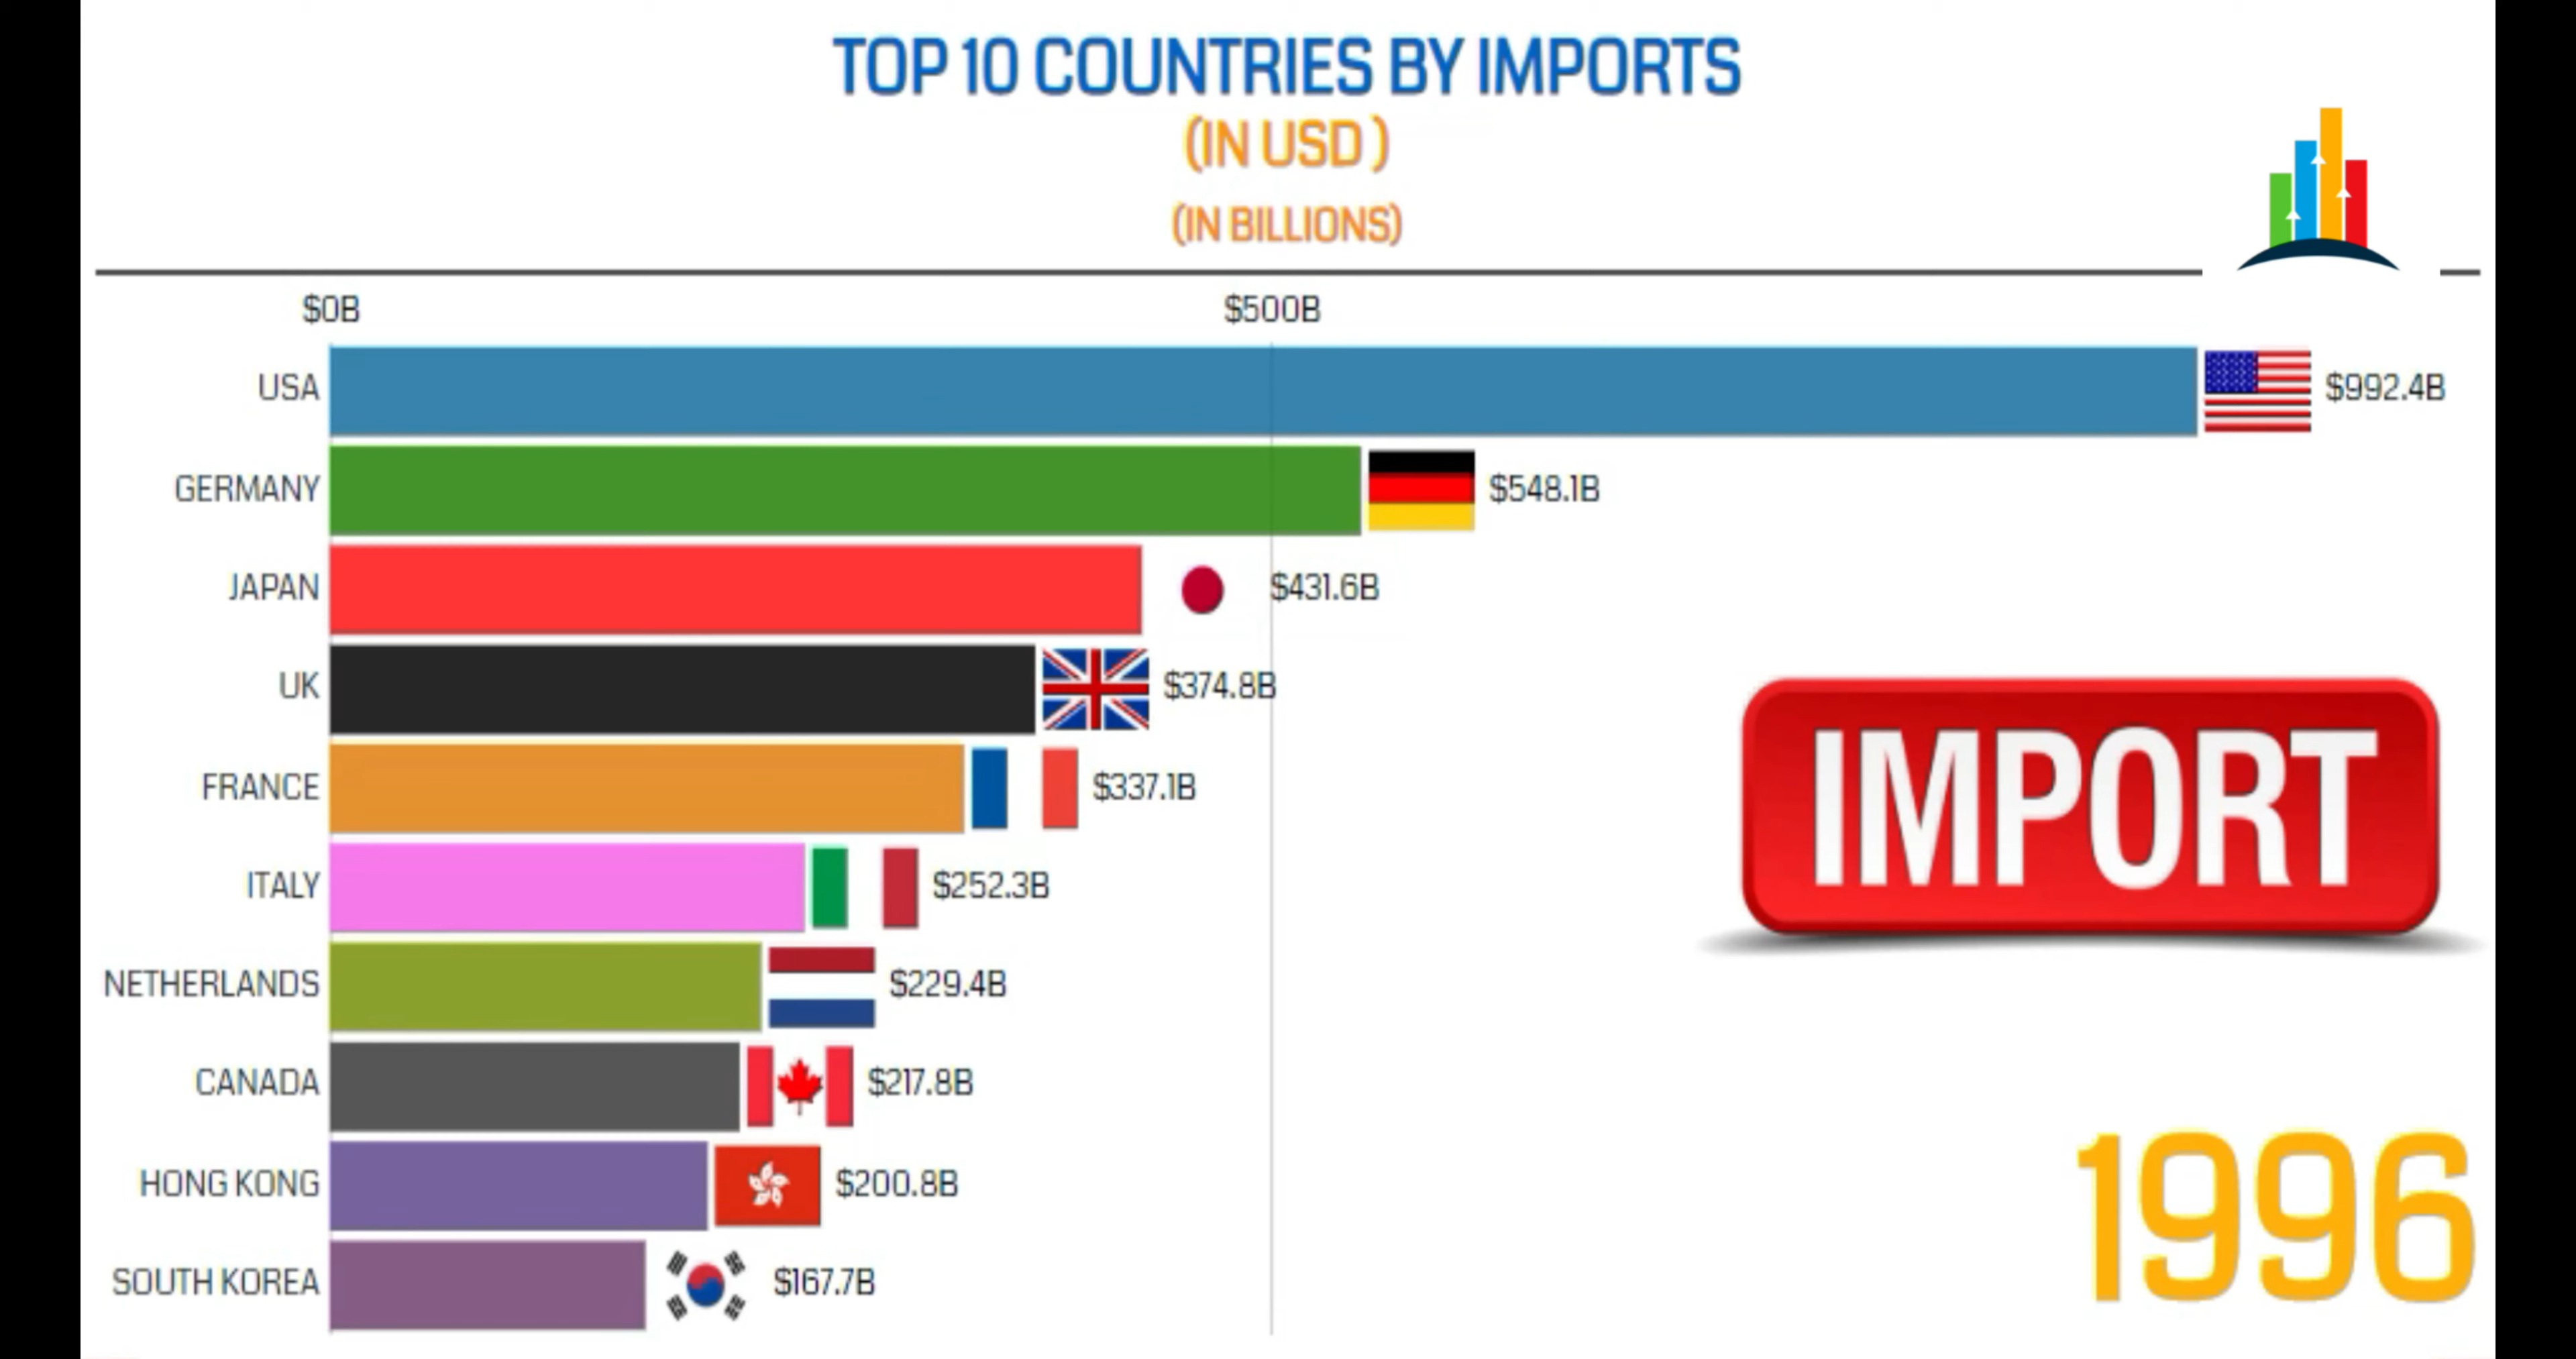 TOP 10 COUNTRIES BY IMPORTS
(IN USD )
(IN BILLIONS)
$0B $500B
USA $992.4B
GERMANY $548.1B
JAPAN $431.6B
UK $374.8B
FRANCE $337.1B
ITALY $252.3B
NETHERLANDS $229.4B
CANADA $217.8B
HONG KONG $200.8B
SOUTH KOREA $167.7B
IMPORT
1996